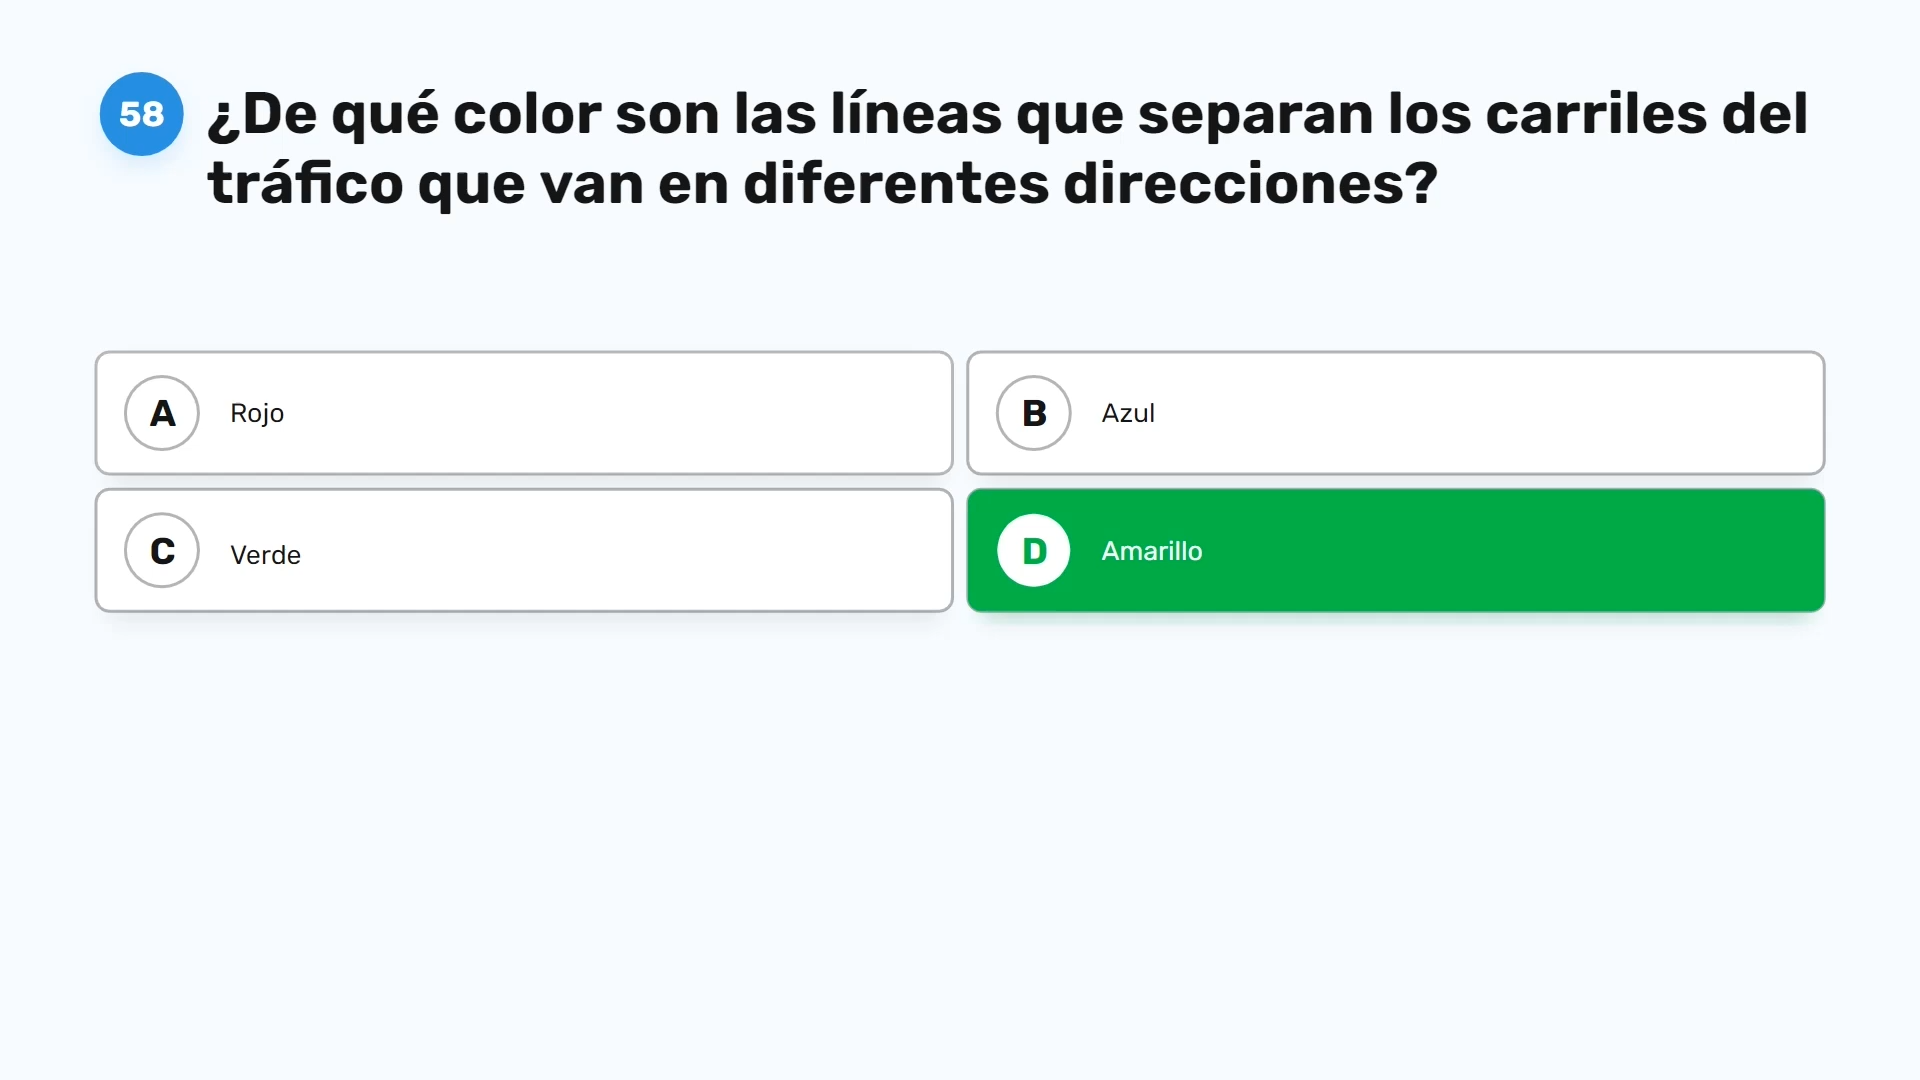 58
¿De qué color son las líneas que separan los carriles del
tráfico que van en diferentes direcciones?
A Rojo
B Azul
C Verde
D Amarillo